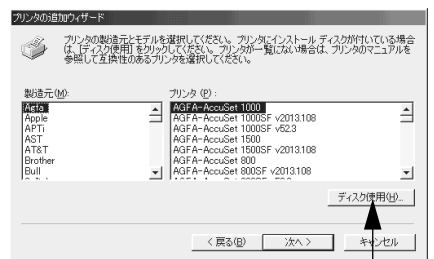 プリンタの追加ウィザード
プリンタの製造元とモデルを選択してください。プリンタにインストール ディスクが付いている場合
は、[ディスク使用] をクリックしてください。プリンタが一覧にない場合は、プリンタのマニュアルを
参照して互換性のあるプリンタを選択してください。
製造元(M):
プリンタ (P) :
Agfa
Apple
APTi
AST
AT&T
Brother
Bull
AGFA-AccuSet 1000
AGFA-AccuSet 1000SF v2013.108
AGFA-AccuSet 1000SF v52.3
AGFA-AccuSet 1500
AGFA-AccuSet 1500SF v2013.108
AGFA-AccuSet 800
AGFA-AccuSet 800SF v2013.108
ディスク使用(H)...
< 戻る(B)
次へ >
キャンセル